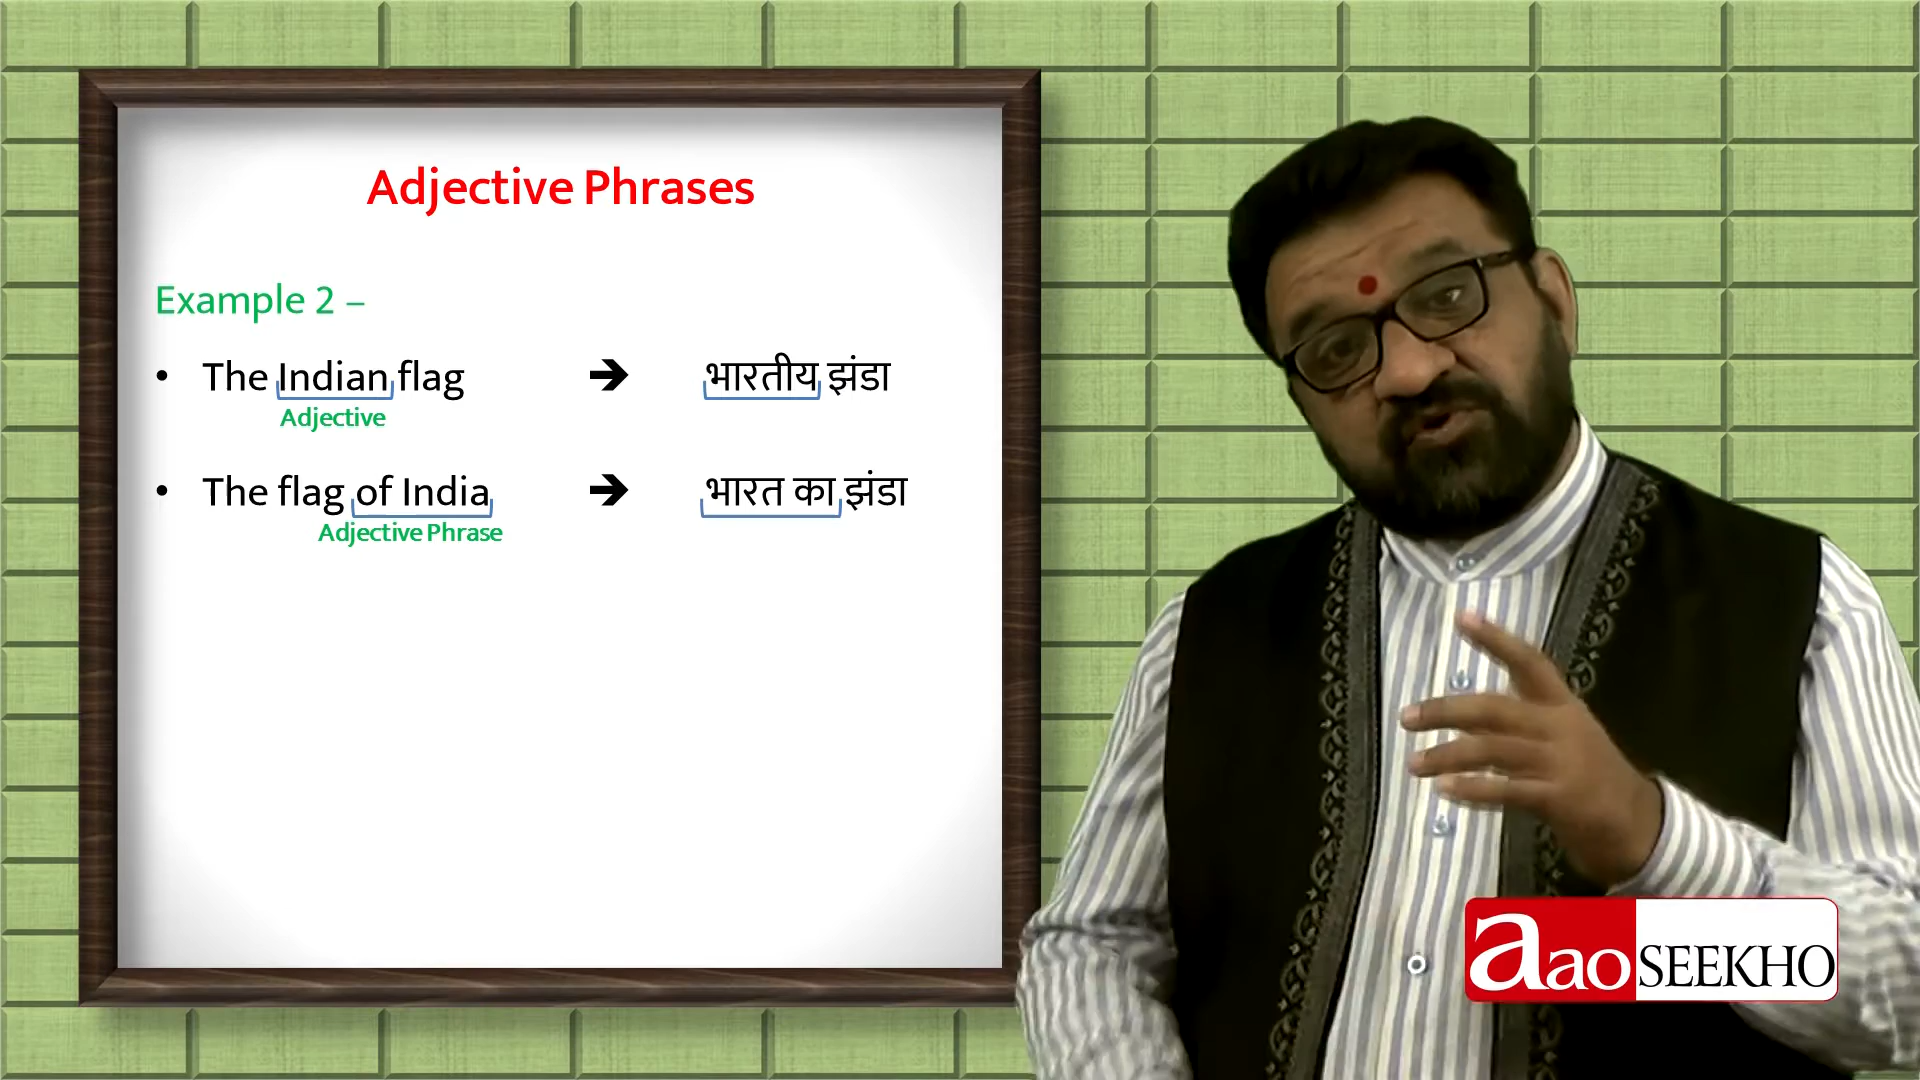 Adjective Phrases
Example 2 –
• The Indian flag ➔ भारतीय झंडा
Adjective
• The flag of India ➔ भारत का झंडा
Adjective Phrase
aao SEEKHO